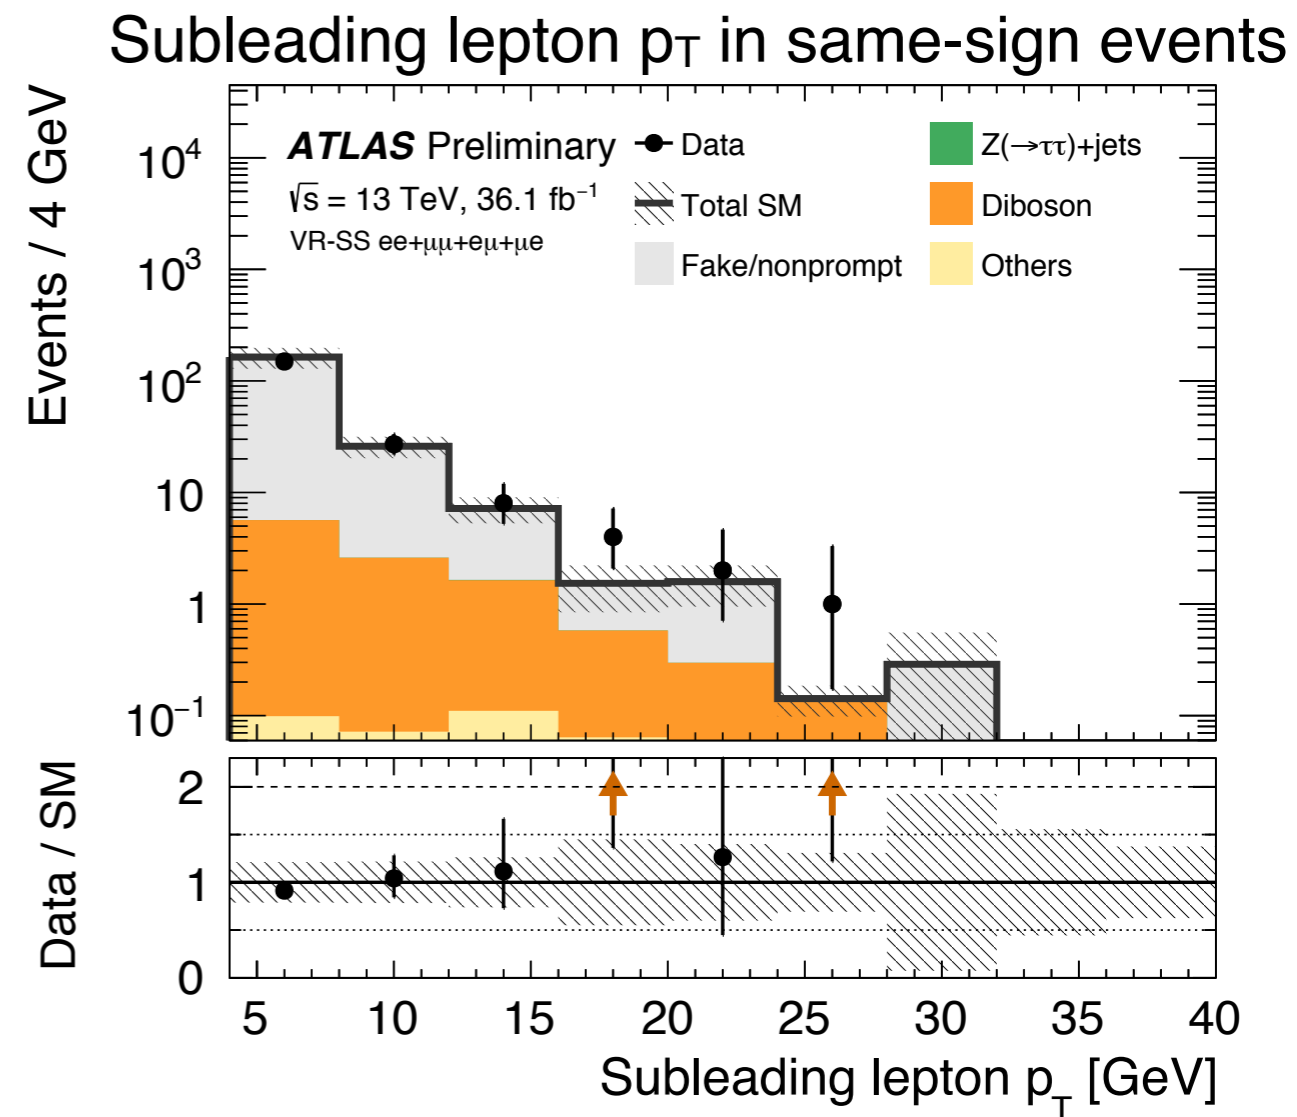 Subleading lepton pT in same-sign events
Events / 4 GeV
ATLAS Preliminary
√s = 13 TeV, 36.1 fb⁻¹
VR-SS ee+μμ+eμ+μe
Data
Total SM
Fake/nonprompt
Z(→ττ)+jets
Diboson
Others
10⁴
10³
10²
10
1
10⁻¹
Data / SM
2
1
0
5 10 15 20 25 30 35 40
Subleading lepton pT [GeV]